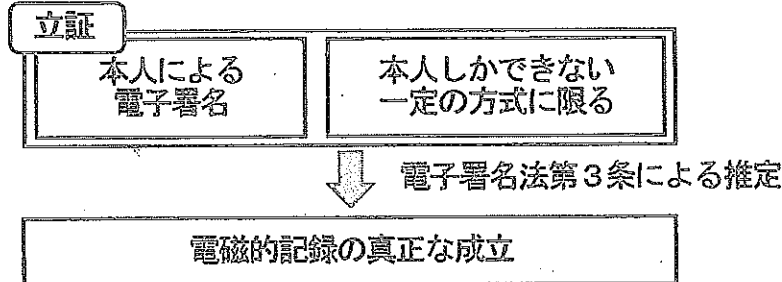 立証
本人による
電子署名
本人しかできない
一定の方式に限る
電子署名法第3条による推定
電磁的記録の真正な成立